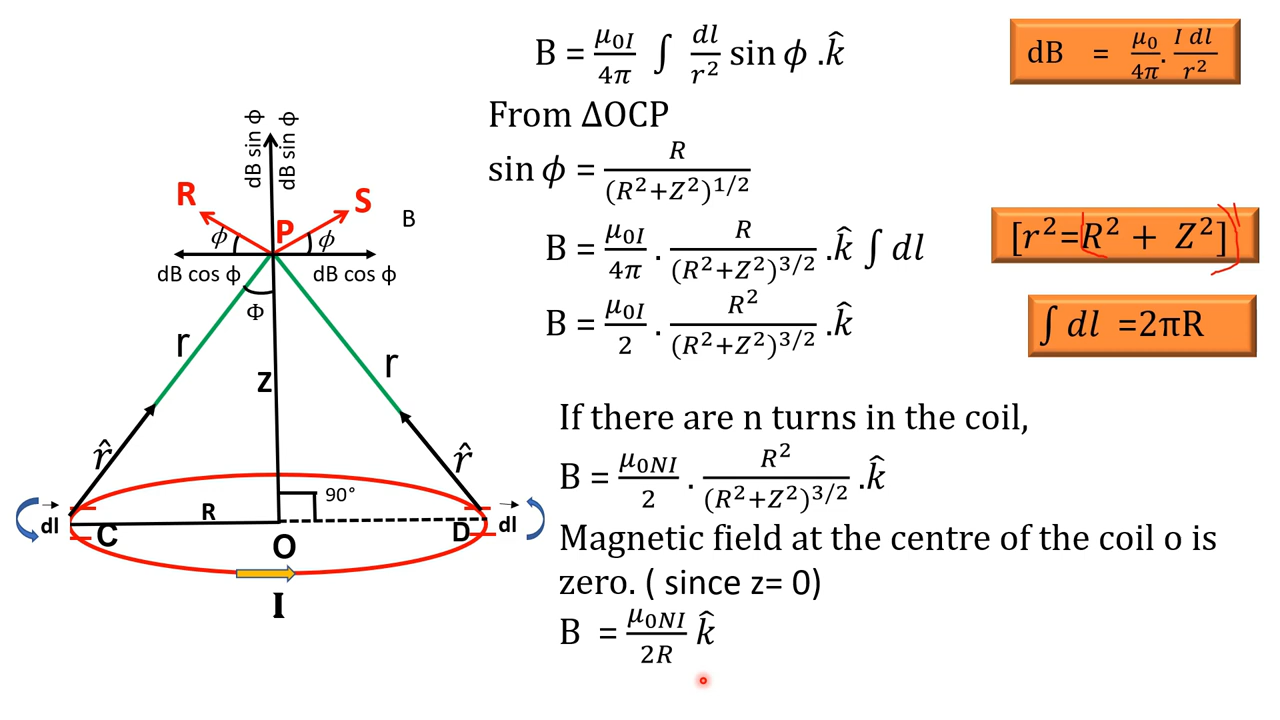 B = μ₀I/4π ∫ dl/r² sin ϕ .k̂
dB = μ₀/4π . I dl/r²
From ΔOCP
sin ϕ = R/(R²+Z²)^1/2
B = μ₀I/4π . R/(R²+Z²)^3/2 .k̂ ∫ dl
[r²=R² + Z²]
B = μ₀I/2 . R²/(R²+Z²)^3/2 .k̂
∫ dl =2πR
If there are n turns in the coil,
B = μ₀NI/2 . R²/(R²+Z²)^3/2 .k̂
Magnetic field at the centre of the coil o is
zero. ( since z= 0)
B = μ₀NI/2R k̂
dB sin ϕ
dB sin ϕ
R
S
P
B
ϕ
ϕ
dB cos ϕ
dB cos ϕ
Φ
r
r
Z
r̂
r̂
90°
R
dl
C
O
D
dl
I